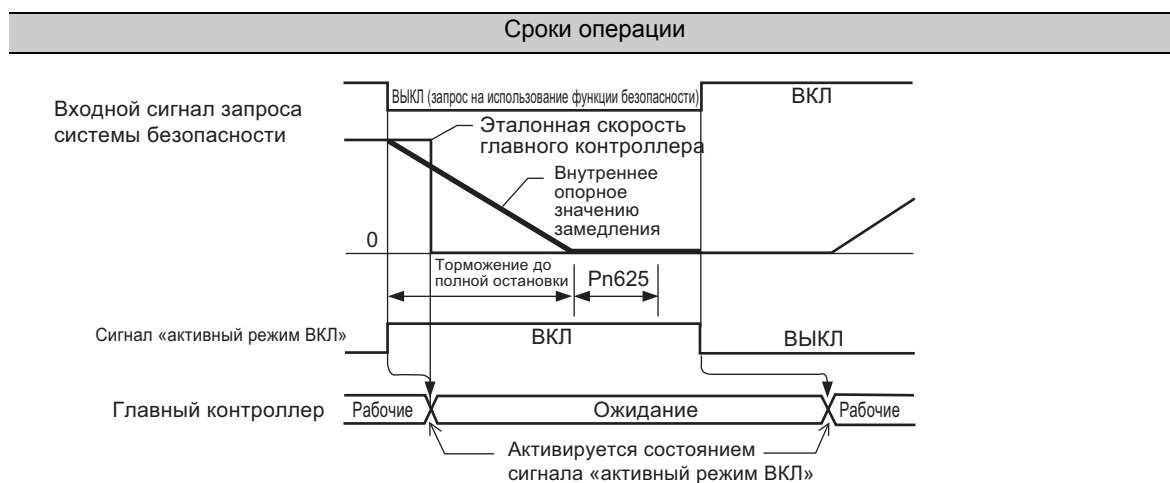 Сроки операции
Входной сигнал запроса
системы безопасности
ВЫКЛ (запрос на использование функции безопасности)
ВКЛ
Эталонная скорость
главного контроллера
Внутреннее
опорное
значению
замедления
0
Торможение до
полной остановки
Pn625
Сигнал «активный режим ВКЛ»
ВКЛ
ВЫКЛ
Главный контроллер
Рабочие
Ожидание
Рабочие
Активируется состоянием
сигнала «активный режим ВКЛ»